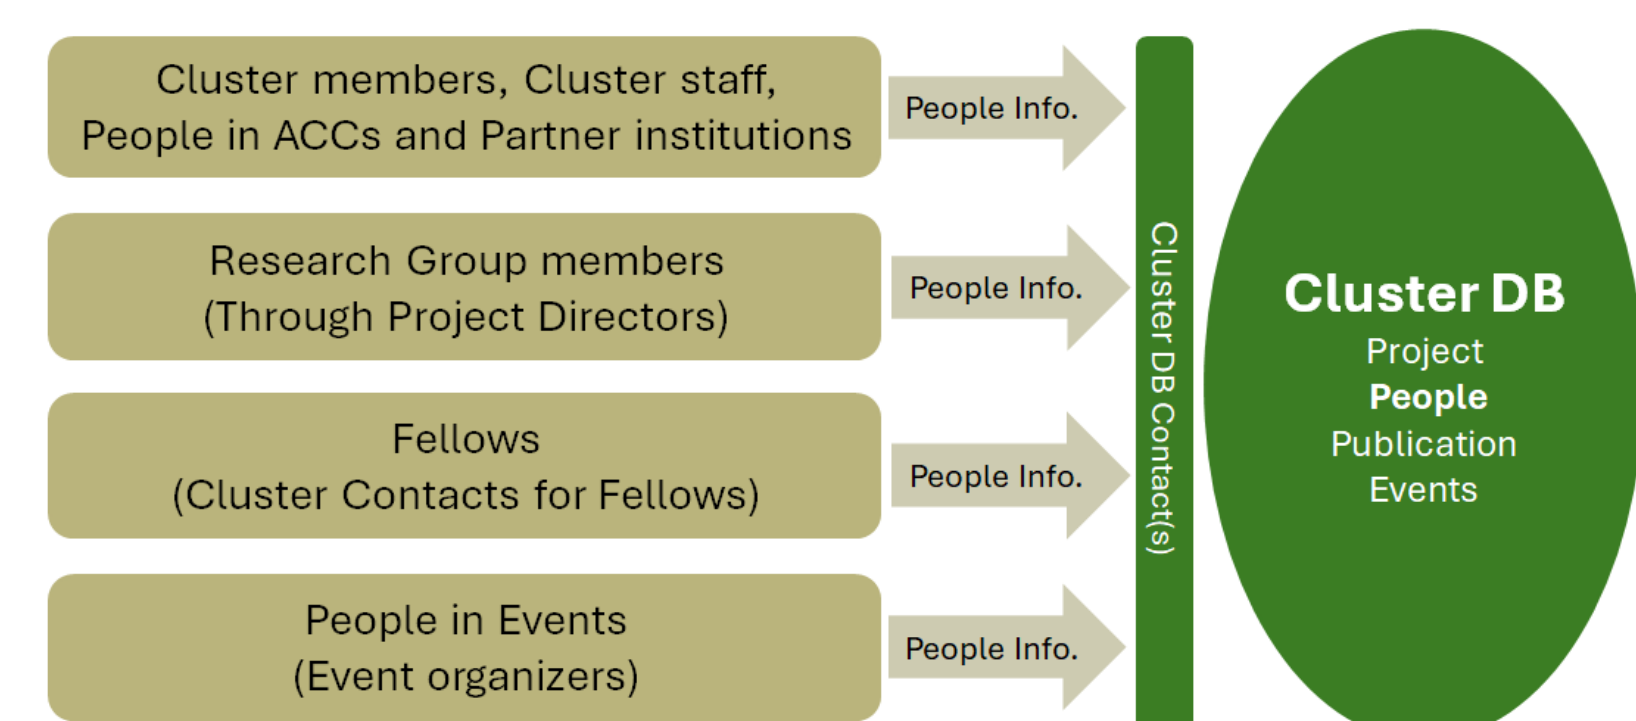 Cluster members, Cluster staff,
People in ACCs and Partner institutions
People Info.
Research Group members
(Through Project Directors)
People Info.
Fellows
(Cluster Contacts for Fellows)
People Info.
People in Events
(Event organizers)
People Info.
Cluster DB Contact(s)
Cluster DB
Project
People
Publication
Events